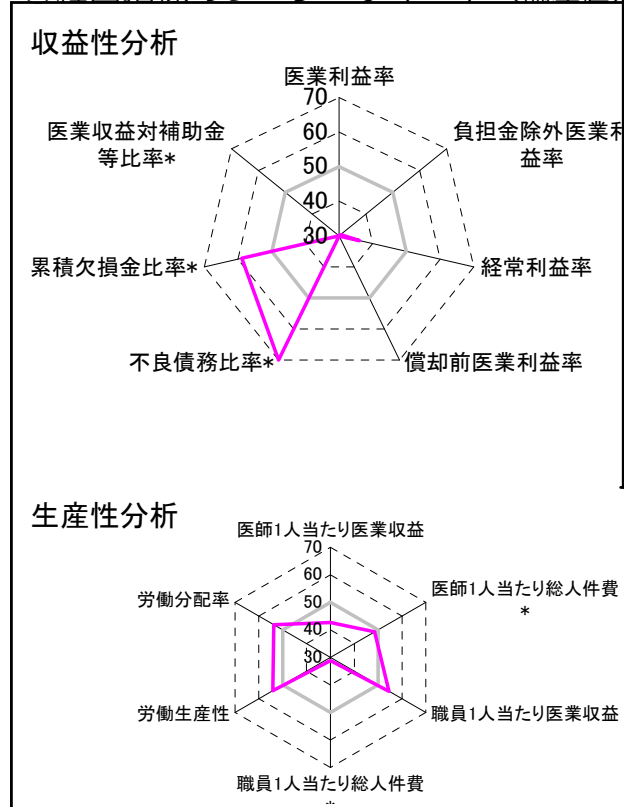 収益性分析
医業利益率
70
60
50
40
30
負担金除外医業利
益率
経常利益率
償却前医業利益率
不良債務比率*
累積欠損金比率*
医業収益対補助金
等比率*
生産性分析
医師1人当たり医業収益
70
60
50
40
30
医師1人当たり総人件費
*
職員1人当たり医業収益
職員1人当たり総人件費
*
労働生産性
労働分配率